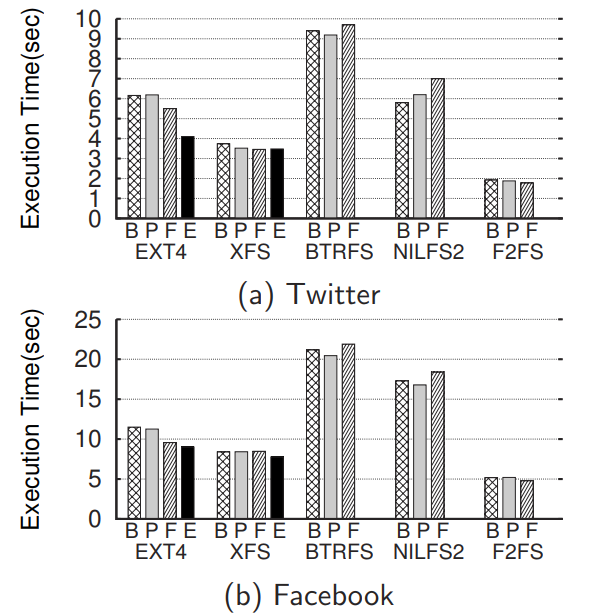 Execution Time(sec)
10
9
8
7
6
5
4
3
2
1
0
B P F E B P F E B P F B P F B P F
EXT4 XFS BTRFS NILFS2 F2FS
(a) Twitter
Execution Time(sec)
25
20
15
10
5
0
B P F E B P F E B P F B P F B P F
EXT4 XFS BTRFS NILFS2 F2FS
(b) Facebook